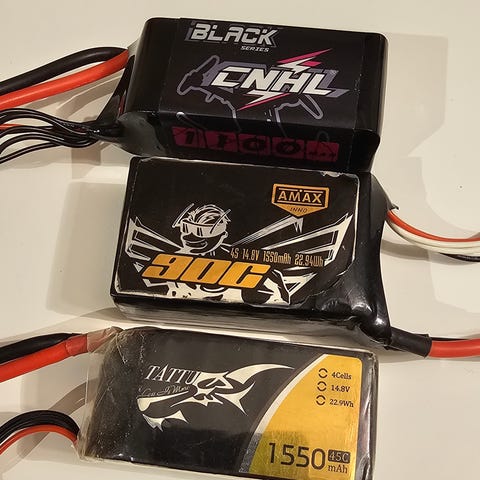 BLACK
SERIES
CNHL
1100
AMAX
INNO
4S 14.8V 1550mAh 22.94Wh
90C
TATTU
4Cells
14.8V
22.9Wh
1550 45C
mAh